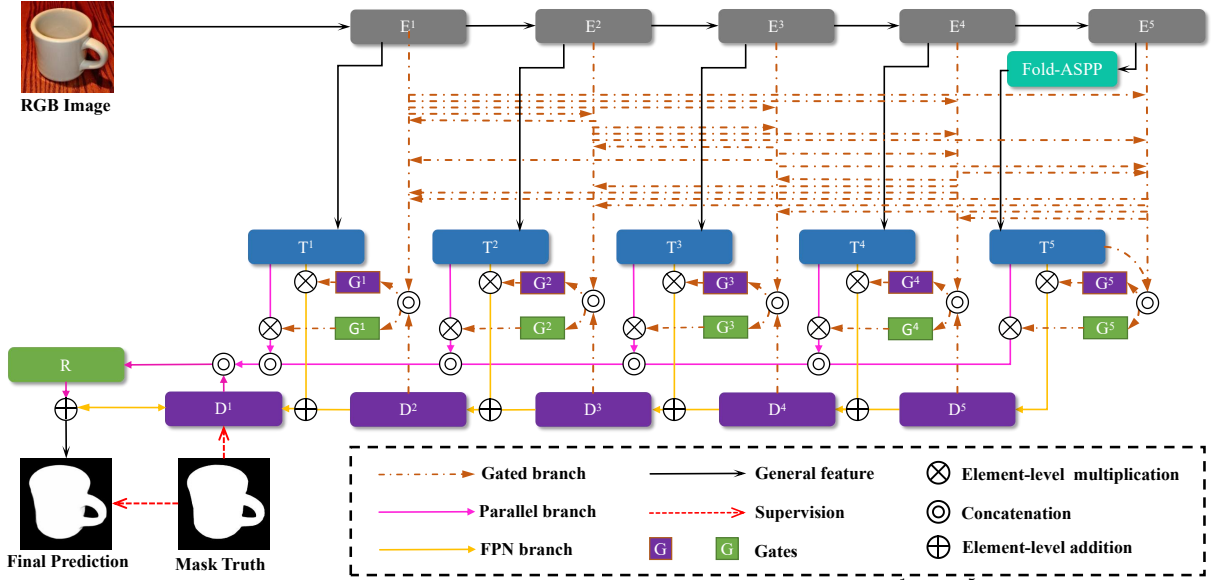 E¹ E² E³ E⁴ E⁵
Fold-ASPP
RGB Image
T¹ T² T³ T⁴ T⁵
G¹ G² G³ G⁴ G⁵
G¹ G² G³ G⁴ G⁵
R
D¹ D² D³ D⁴ D⁵
Gated branch General feature Element-level multiplication
Parallel branch Supervision Concatenation
FPN branch G G Gates Element-level addition
Final Prediction Mask Truth